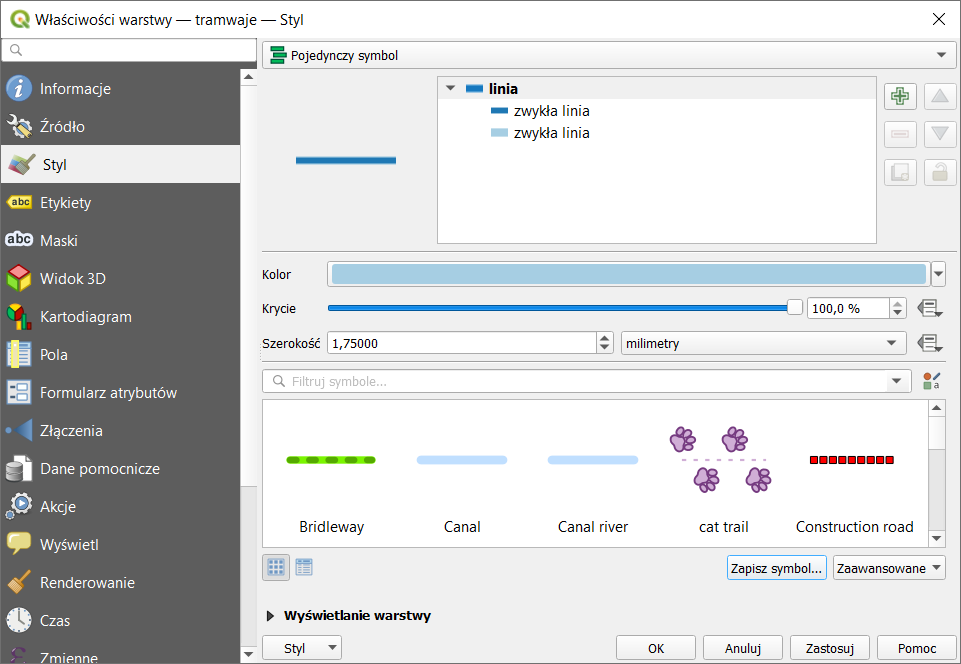 Właściwości warstwy — tramwaje — Styl
Pojedynczy symbol
Informacje
Źródło
Styl
abc Etykiety
abc Maski
Widok 3D
Kartodiagram
Pola
Formularz atrybutów
Złączenia
Dane pomocnicze
Akcje
Wyświetl
Renderowanie
Czas
Zmienne
linia
zwykła linia
zwykła linia
Kolor
Krycie 100,0 %
Szerokość 1,75000 milimetry
Filtruj symbole...
Bridleway Canal Canal river cat trail Construction road
Zapisz symbol... Zaawansowane
Wyświetlanie warstwy
Styl OK Anuluj Zastosuj Pomoc